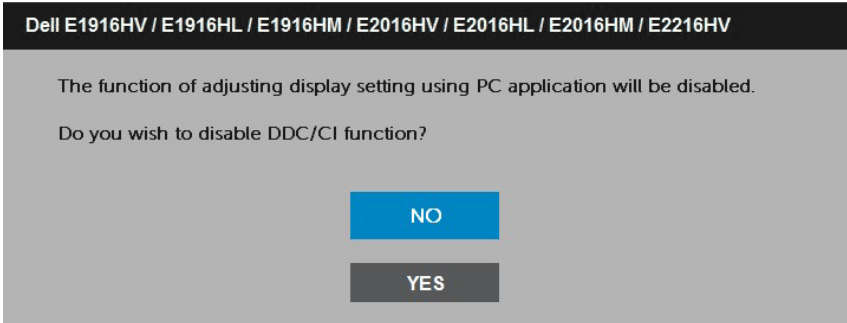 Dell E1916HV / E1916HL / E1916HM / E2016HV / E2016HL / E2016HM / E2216HV
The function of adjusting display setting using PC application will be disabled.
Do you wish to disable DDC/CI function?
NO
YES